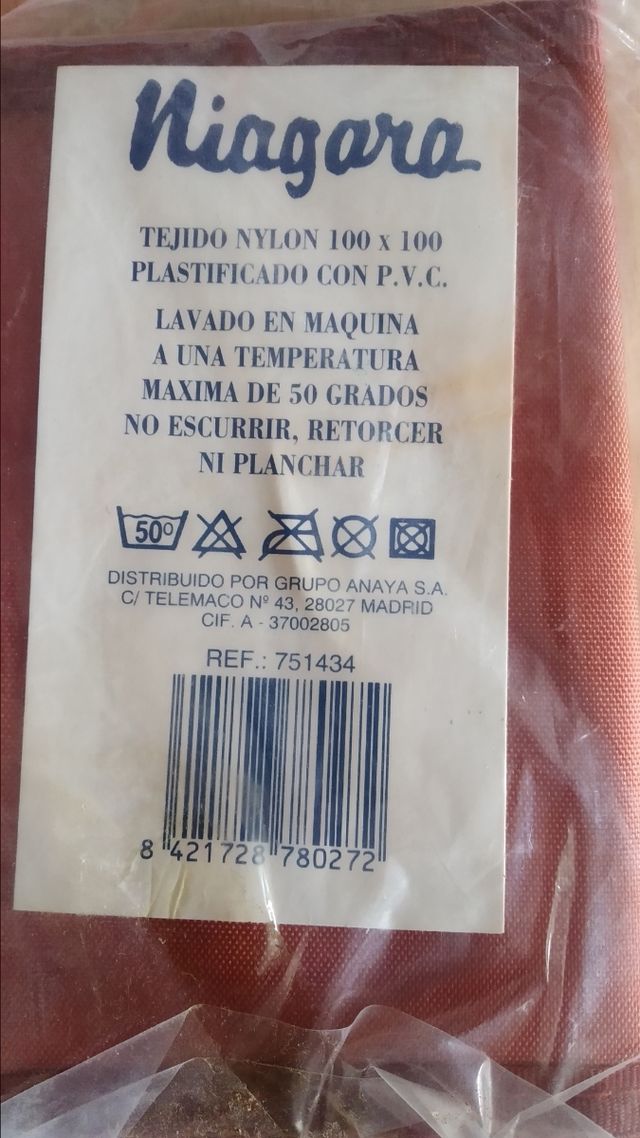 Niagara
TEJIDO NYLON 100 x 100
PLASTIFICADO CON P.V.C.
LAVADO EN MAQUINA
A UNA TEMPERATURA
MAXIMA DE 50 GRADOS
NO ESCURRIR, RETORCER
NI PLANCHAR
50º
DISTRIBUIDO POR GRUPO ANAYA S.A.
C/ TELEMACO Nº 43, 28027 MADRID
CIF. A - 37002805
REF.: 751434
8 421728 780272